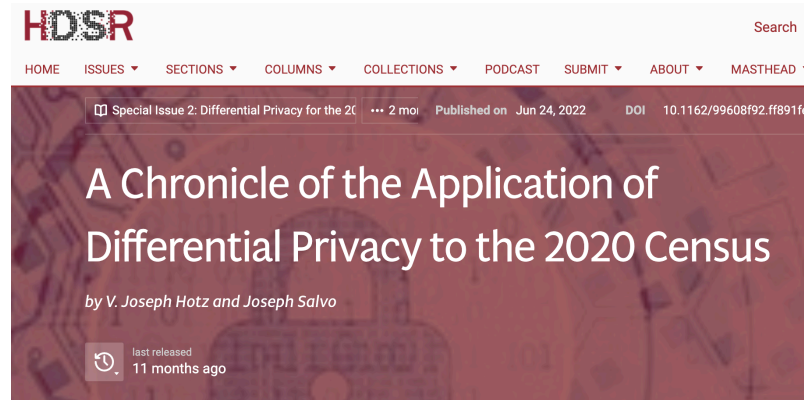 HDSR
Search
HOME ISSUES SECTIONS COLUMNS COLLECTIONS PODCAST SUBMIT ABOUT MASTHEAD
Special Issue 2: Differential Privacy for the 20 ••• 2 mor Published on Jun 24, 2022 DOI 10.1162/99608f92.ff891f
A Chronicle of the Application of
Differential Privacy to the 2020 Census
by V. Joseph Hotz and Joseph Salvo
last released
11 months ago